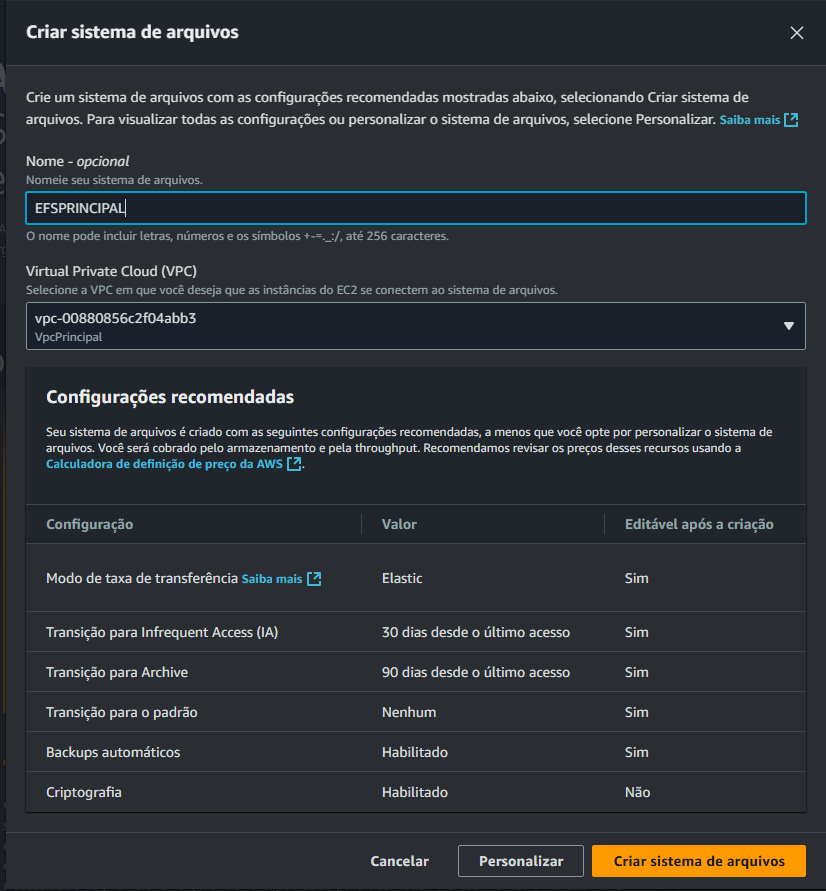 Criar sistema de arquivos
Crie um sistema de arquivos com as configurações recomendadas mostradas abaixo, selecionando Criar sistema de
arquivos. Para visualizar todas as configurações ou personalizar o sistema de arquivos, selecione Personalizar. Saiba mais
Nome - opcional
Nomeie seu sistema de arquivos.
EFSPRINCIPAL
O nome pode incluir letras, números e os símbolos +-=._:/, até 256 caracteres.
Virtual Private Cloud (VPC)
Selecione a VPC em que você deseja que as instâncias do EC2 se conectem ao sistema de arquivos.
vpc-00880856c2f04abb3
VpcPrincipal
Configurações recomendadas
Seu sistema de arquivos é criado com as seguintes configurações recomendadas, a menos que você opte por personalizar o sistema de
arquivos. Você será cobrado pelo armazenamento e pela throughput. Recomendamos revisar os preços desses recursos usando a
Calculadora de definição de preço da AWS.
Configuração Valor Editável após a criação
Modo de taxa de transferência Saiba mais Elastic Sim
Transição para Infrequent Access (IA) 30 dias desde o último acesso Sim
Transição para Archive 90 dias desde o último acesso Sim
Transição para o padrão Nenhum Sim
Backups automáticos Habilitado Sim
Criptografia Habilitado Não
Cancelar Personalizar Criar sistema de arquivos